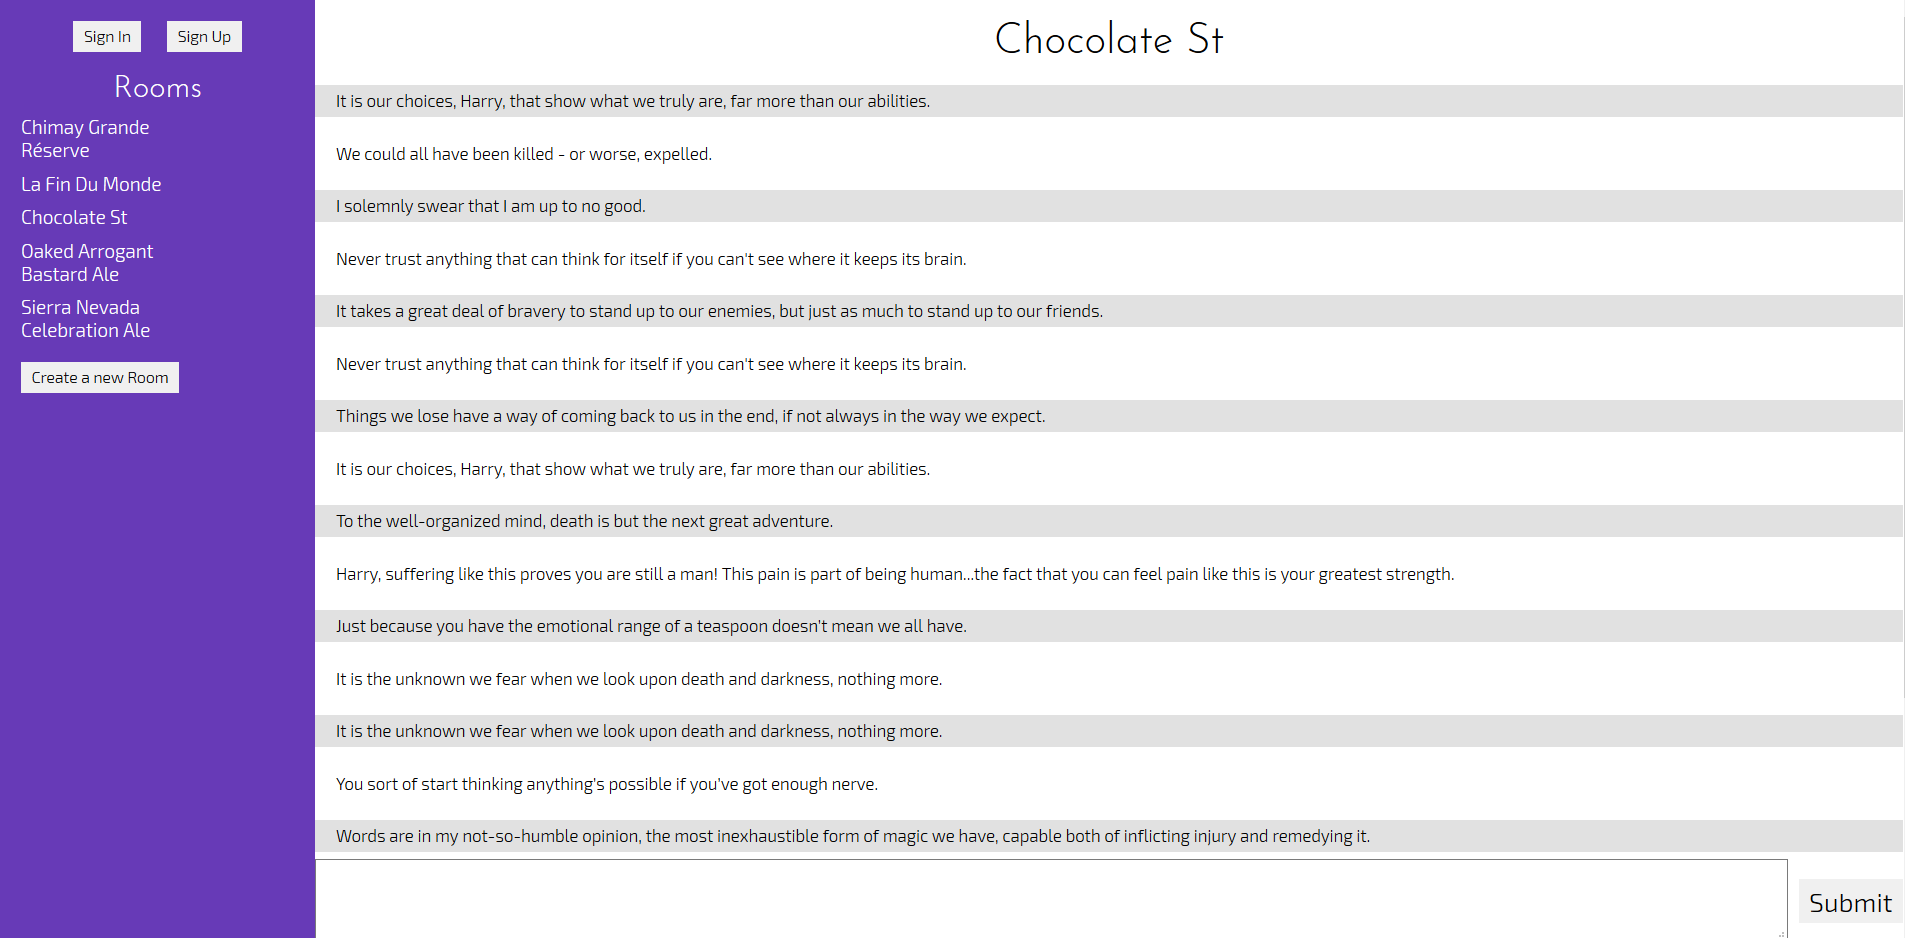 Sign In
Sign Up
Rooms
Chimay Grande
Réserve
La Fin Du Monde
Chocolate St
Oaked Arrogant
Bastard Ale
Sierra Nevada
Celebration Ale
Create a new Room
Chocolate St
It is our choices, Harry, that show what we truly are, far more than our abilities.
We could all have been killed - or worse, expelled.
I solemnly swear that I am up to no good.
Never trust anything that can think for itself if you can't see where it keeps its brain.
It takes a great deal of bravery to stand up to our enemies, but just as much to stand up to our friends.
Never trust anything that can think for itself if you can't see where it keeps its brain.
Things we lose have a way of coming back to us in the end, if not always in the way we expect.
It is our choices, Harry, that show what we truly are, far more than our abilities.
To the well-organized mind, death is but the next great adventure.
Harry, suffering like this proves you are still a man! This pain is part of being human...the fact that you can feel pain like this is your greatest strength.
Just because you have the emotional range of a teaspoon doesn't mean we all have.
It is the unknown we fear when we look upon death and darkness, nothing more.
It is the unknown we fear when we look upon death and darkness, nothing more.
You sort of start thinking anything's possible if you've got enough nerve.
Words are in my not-so-humble opinion, the most inexhaustible form of magic we have, capable both of inflicting injury and remedying it.
Submit